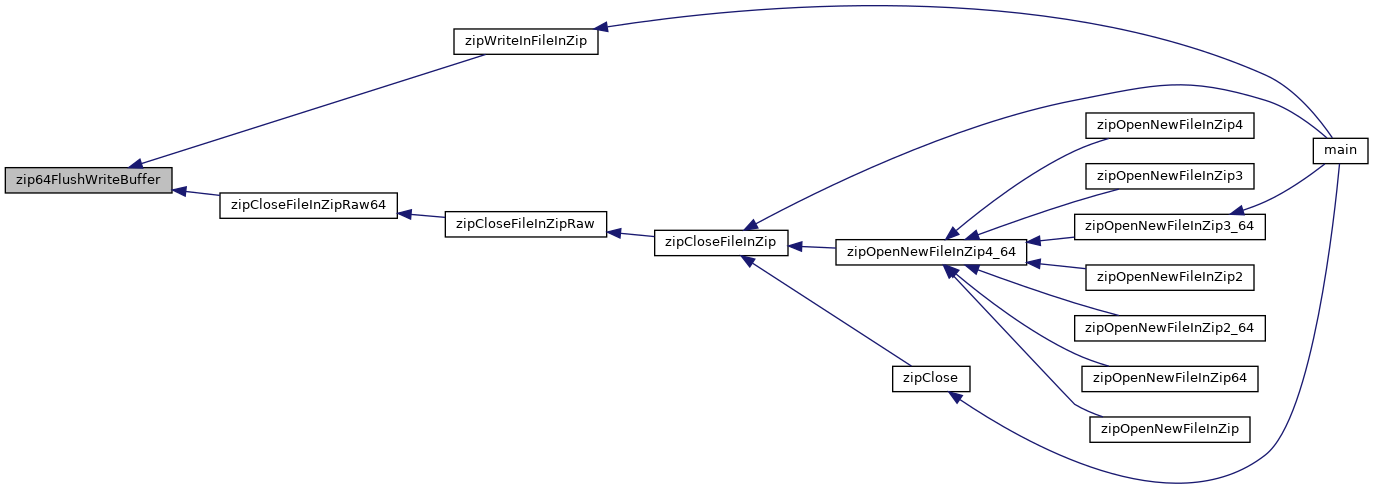 zipWriteInFileInZip
zipOpenNewFileInZip4
main
zipOpenNewFileInZip3
zip64FlushWriteBuffer
zipCloseFileInZipRaw64
zipCloseFileInZipRaw
zipOpenNewFileInZip3_64
zipCloseFileInZip
zipOpenNewFileInZip4_64
zipOpenNewFileInZip2
zipOpenNewFileInZip2_64
zipClose
zipOpenNewFileInZip64
zipOpenNewFileInZip